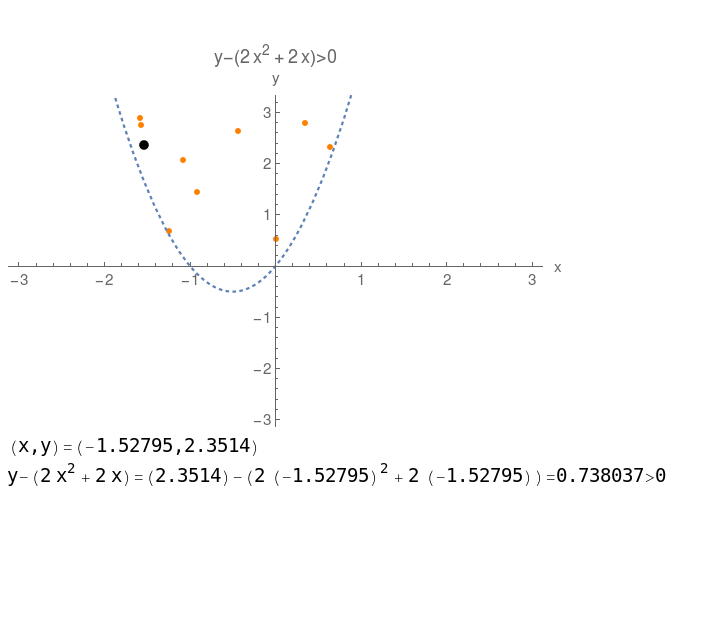 y−(2 x² + 2 x)>0
y
3
2
1
−3 −2 −1 1 2 3 x
−1
−2
−3
(x,y) = (−1.52795,2.3514)
y− (2 x² + 2 x) = (2.3514) − (2 (−1.52795)² + 2 (−1.52795) ) =0.738037>0